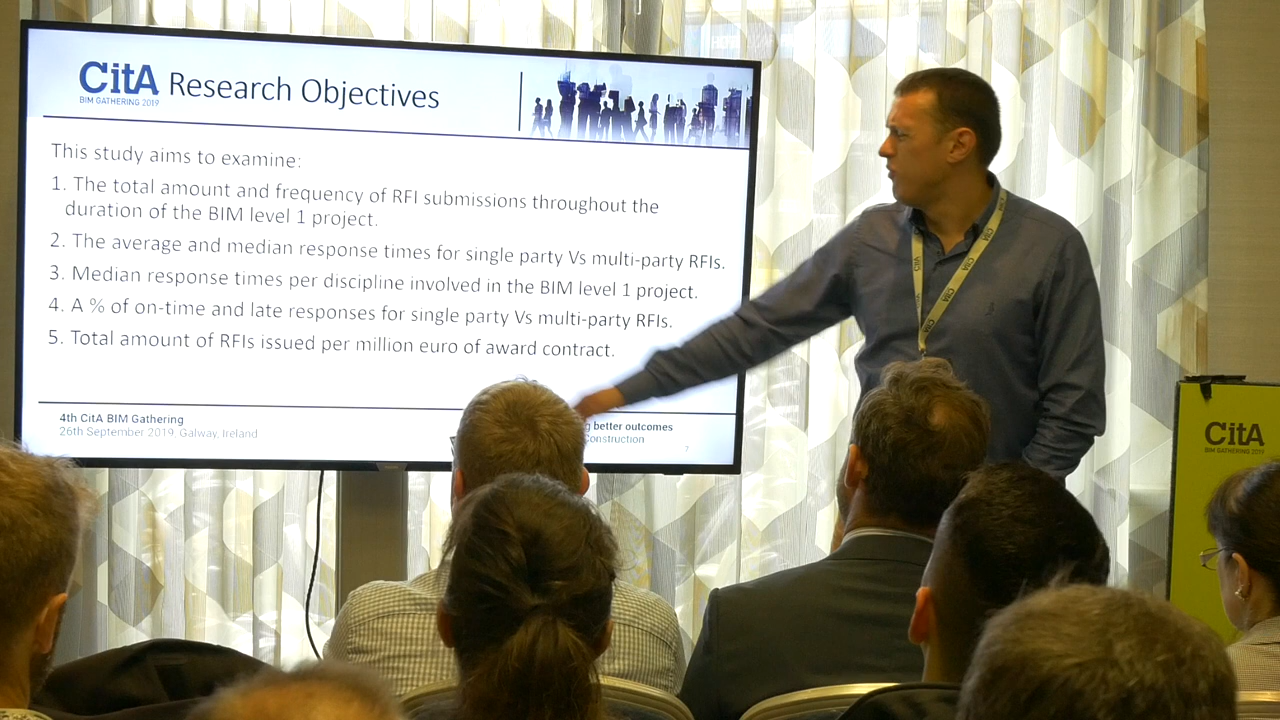 CitA
BIM GATHERING 2019
Research Objectives
This study aims to examine:
1. The total amount and frequency of RFI submissions throughout the
duration of the BIM level 1 project.
2. The average and median response times for single party Vs multi-party RFIs.
3. Median response times per discipline involved in the BIM level 1 project.
4. A % of on-time and late responses for single party Vs multi-party RFIs.
5. Total amount of RFIs issued per million euro of award contract.
4th CitA BIM Gathering
26th September 2019, Galway, Ireland
better outcomes
Construction
7
CitA
CitA
CitA
CitA
BIM GATHERING 2019